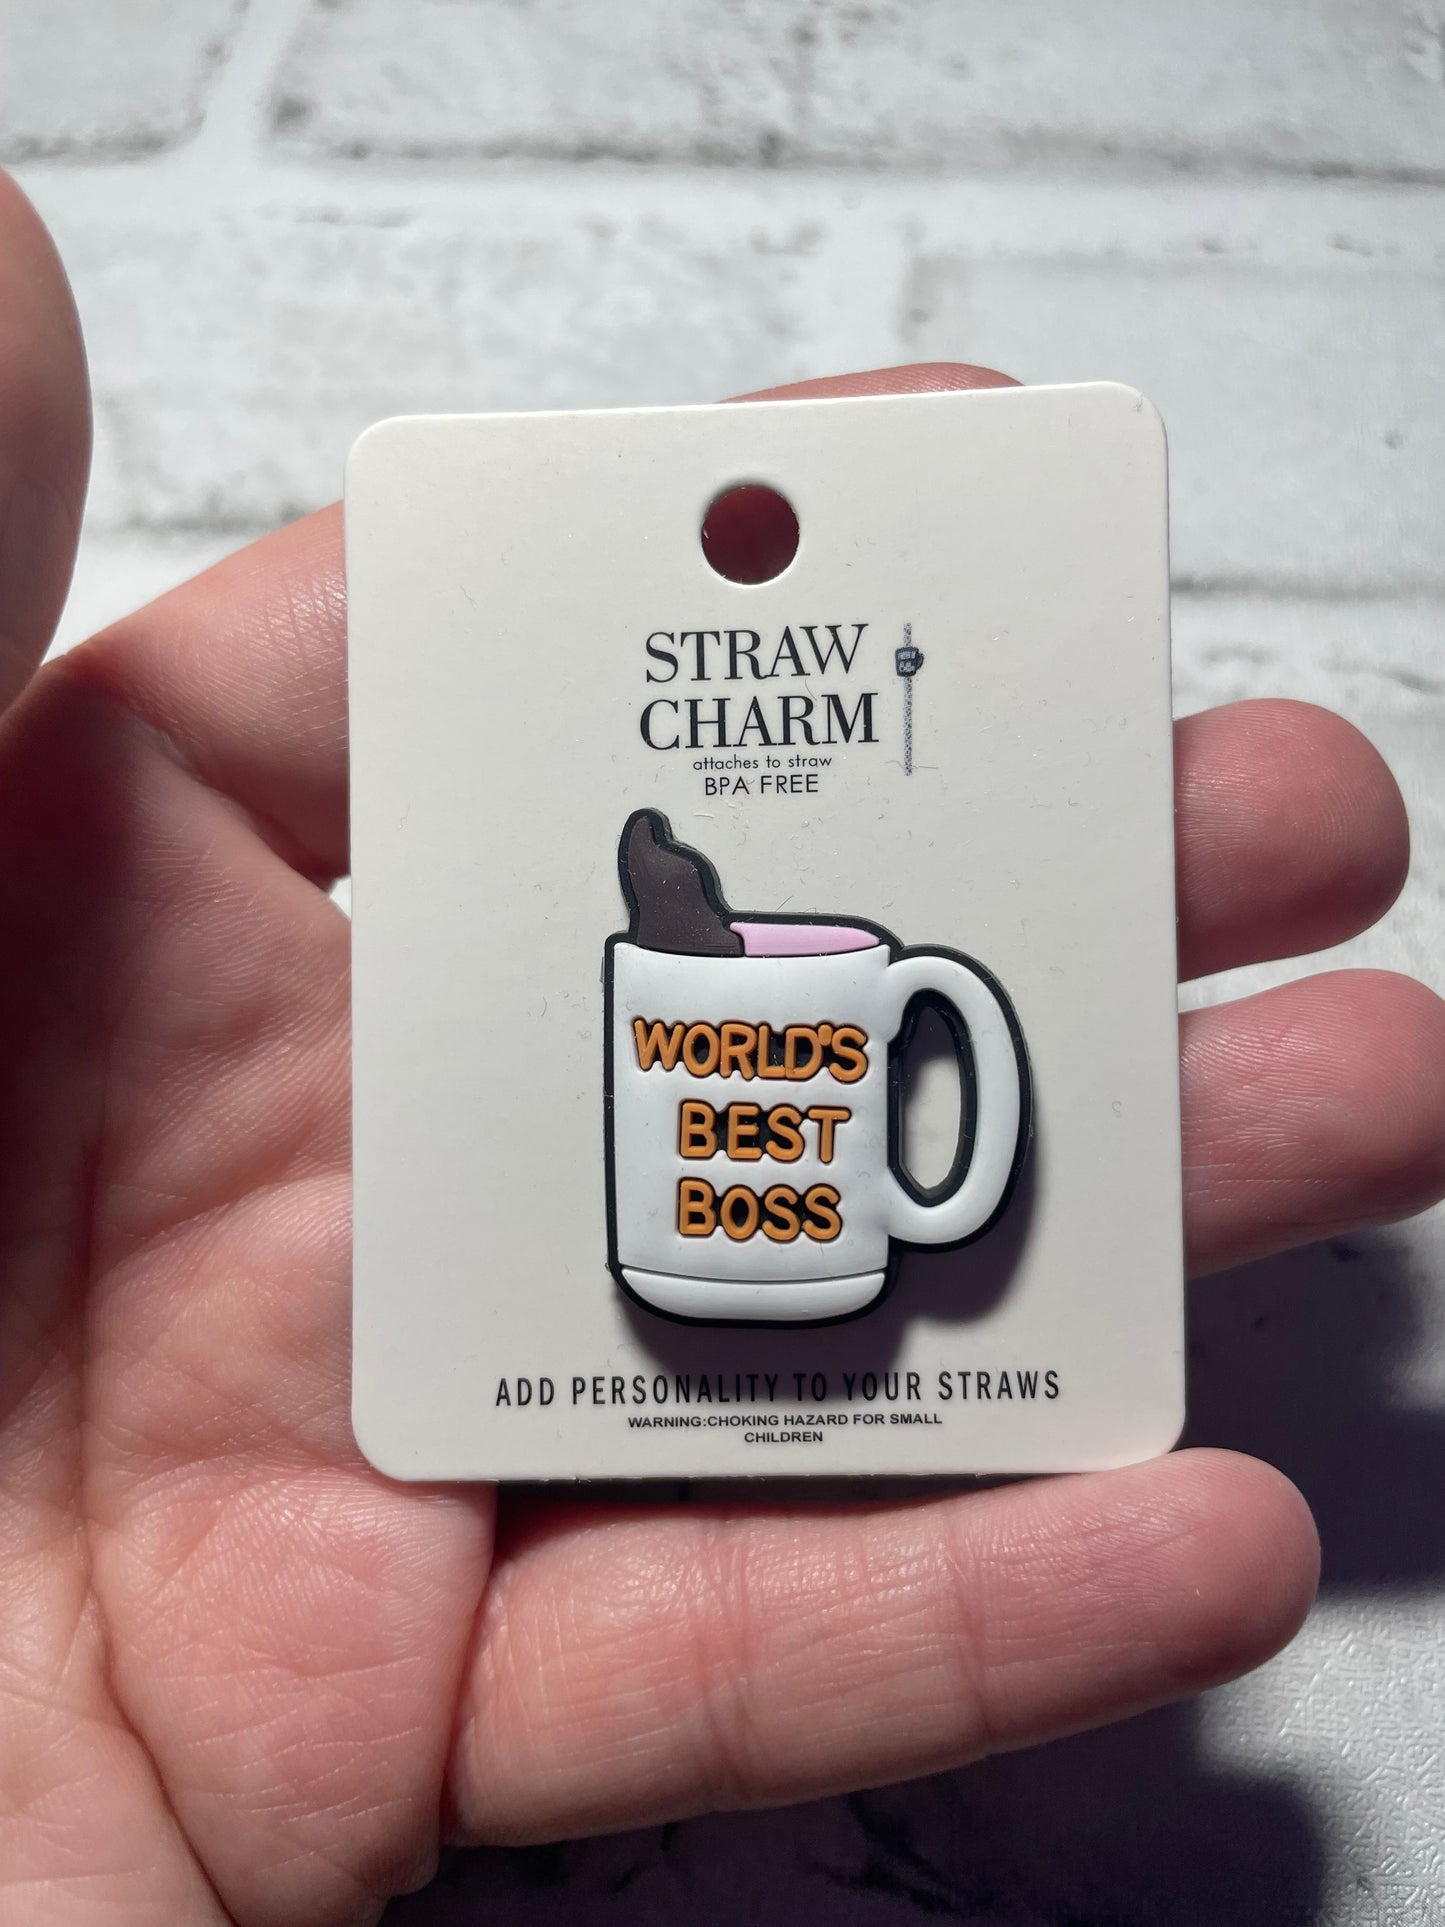 STRAW
CHARM
attaches to straw
BPA FREE
WORLD'S
BEST
BOSS
ADD PERSONALITY TO YOUR STRAWS
WARNING:CHOKING HAZARD FOR SMALL
CHILDREN